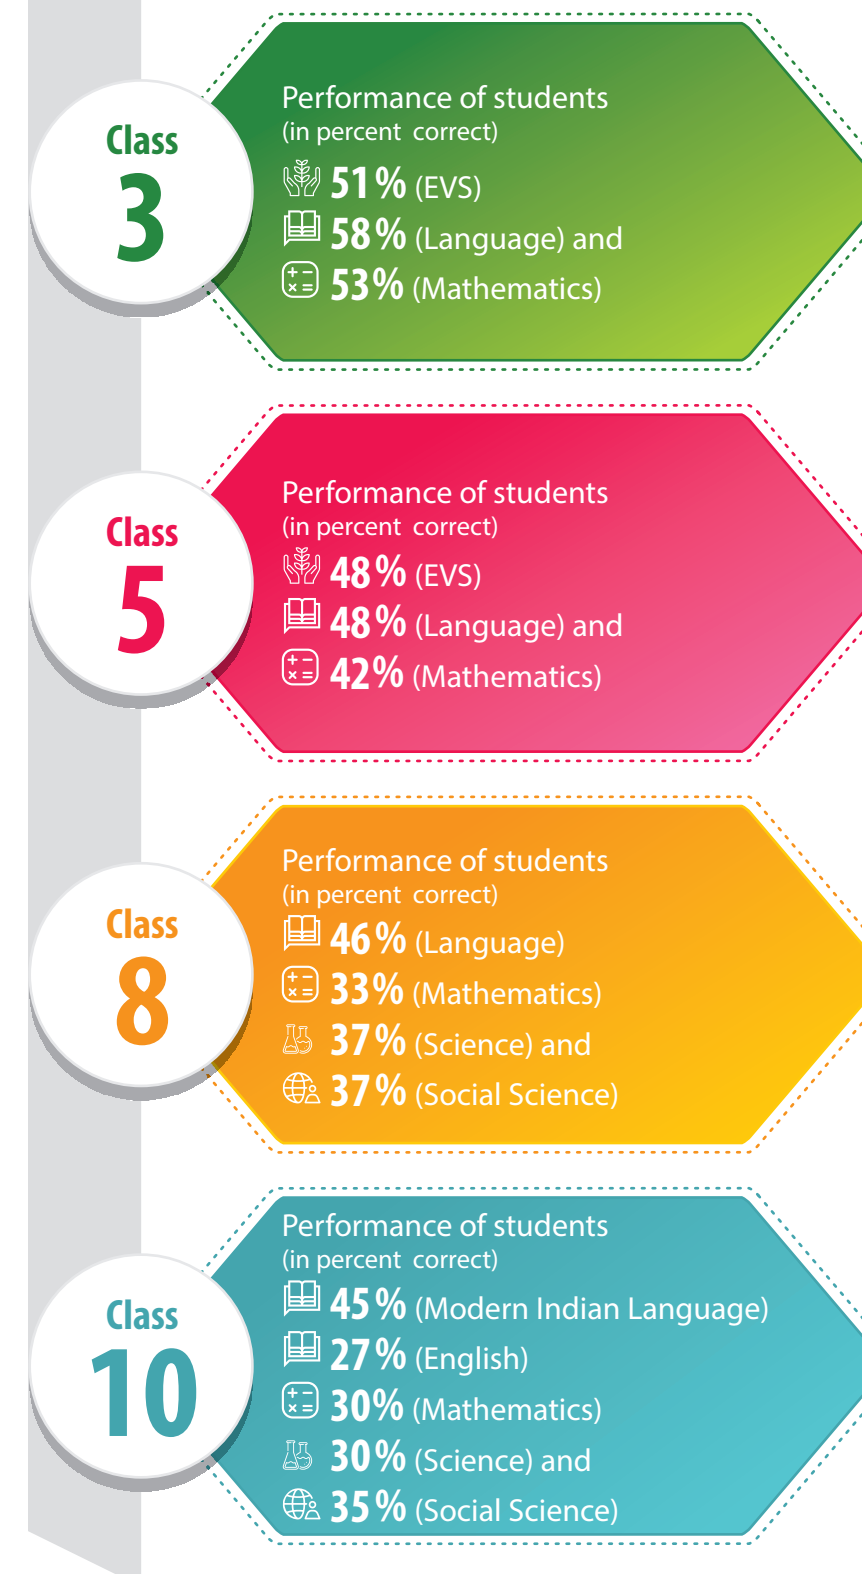 Class
3
Performance of students
(in percent correct)
51% (EVS)
58% (Language) and
53% (Mathematics)
Class
5
Performance of students
(in percent correct)
48% (EVS)
48% (Language) and
42% (Mathematics)
Class
8
Performance of students
(in percent correct)
46% (Language)
33% (Mathematics)
37% (Science) and
37% (Social Science)
Class
10
Performance of students
(in percent correct)
45% (Modern Indian Language)
27% (English)
30% (Mathematics)
30% (Science) and
35% (Social Science)